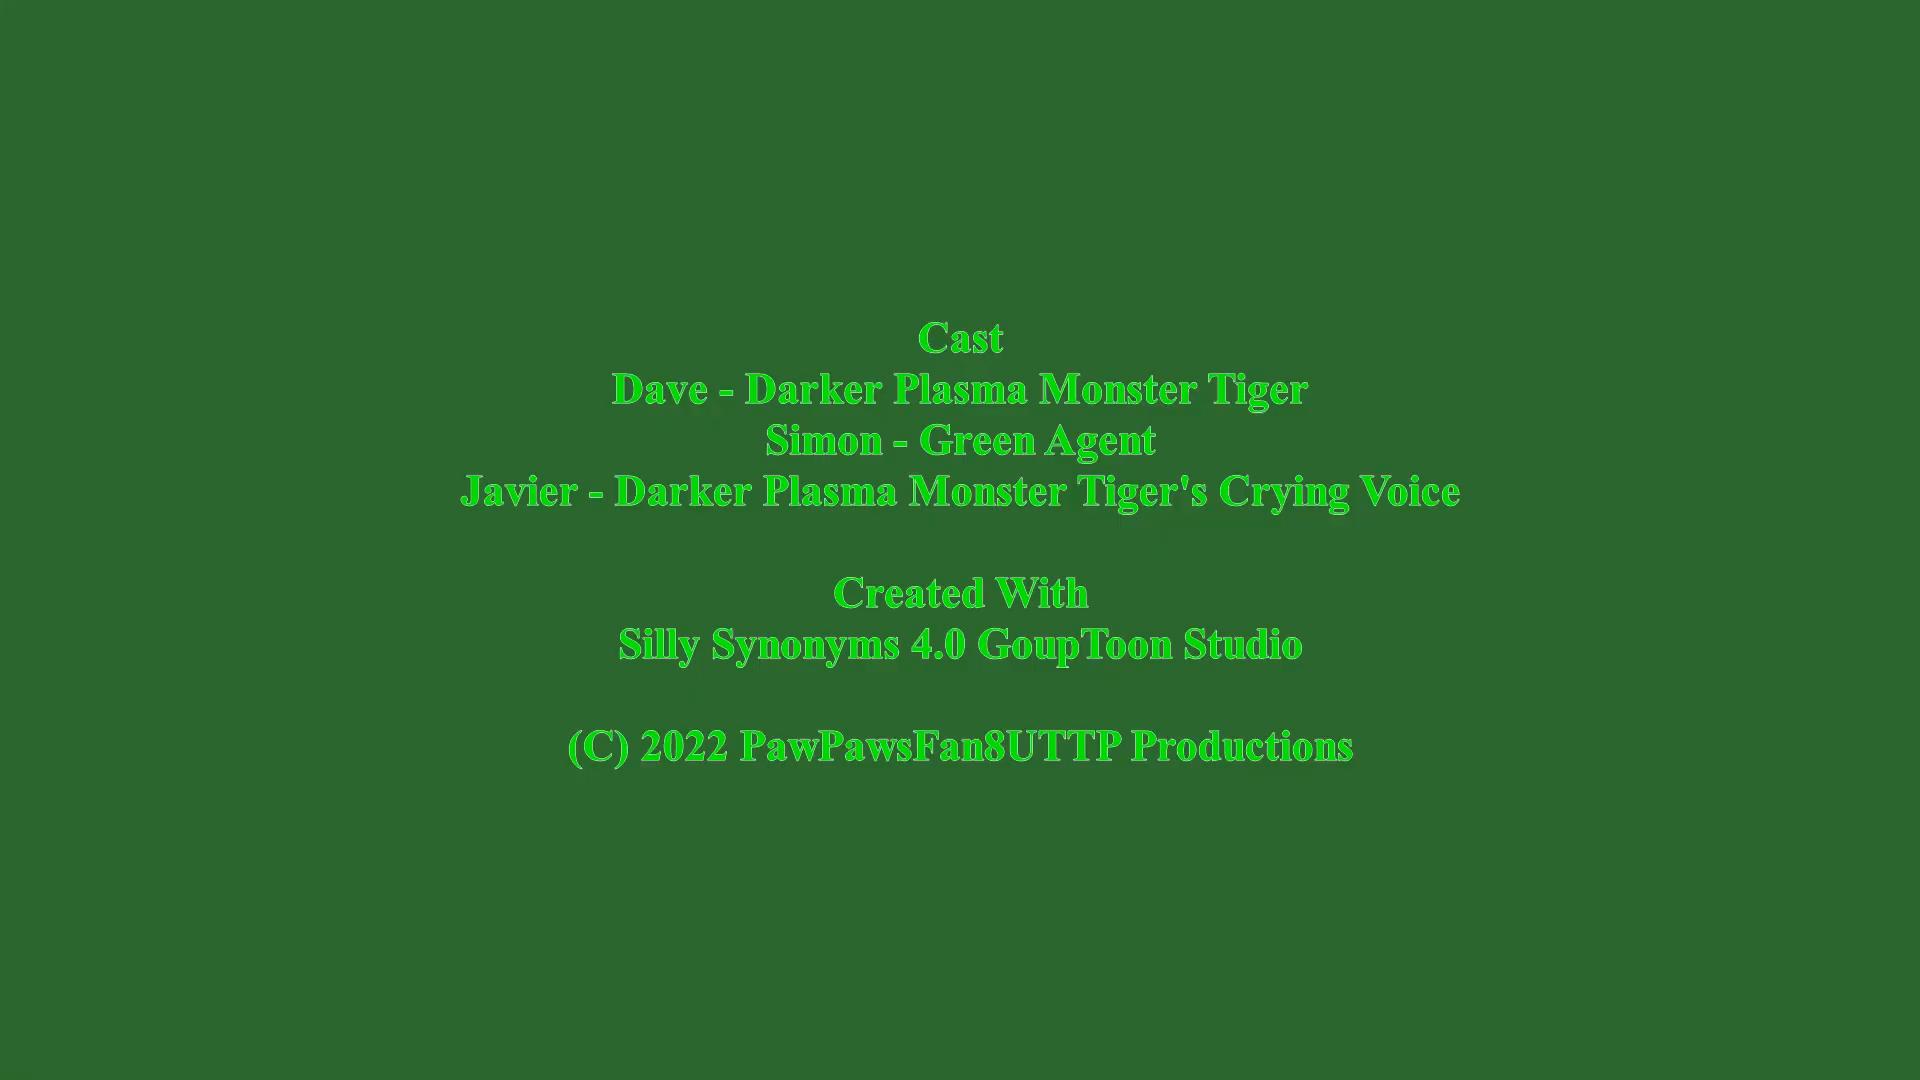 Cast
Dave - Darker Plasma Monster Tiger
Simon - Green Agent
Javier - Darker Plasma Monster Tiger's Crying Voice
Created With
Silly Synonyms 4.0 GoupToon Studio
(C) 2022 PawPawsFan8UTTP Productions